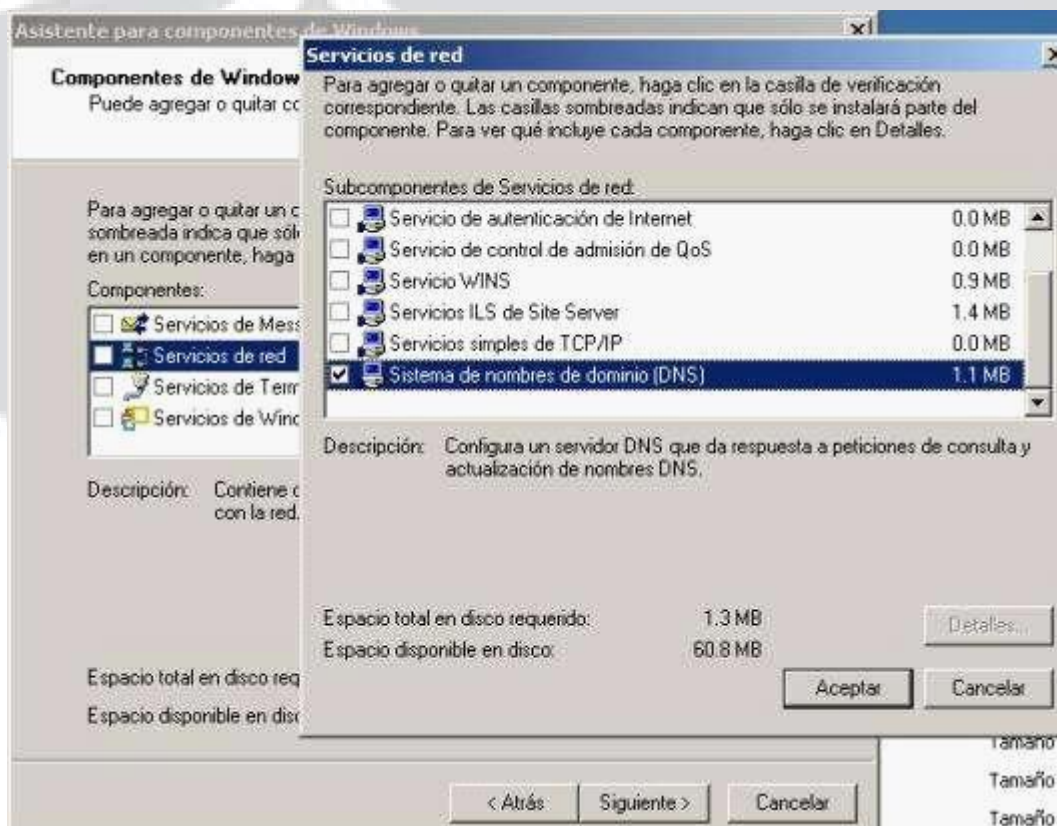 Asistente para componentes de Windows
Componentes de Window
Puede agregar o quitar cc
Para agregar o quitar un c
sombreada indica que sól
en un componente, haga
Componentes:
Servicios de Mess
Servicios de red
Servicios de Term
Servicios de Winc
Descripción: Contiene c
con la red.
Espacio total en disco req
Espacio disponible en disc
< Atrás
Siguiente >
Cancelar
Servicios de red
Para agregar o quitar un componente, haga clic en la casilla de verificación
correspondiente. Las casillas sombreadas indican que sólo se instalará parte del
componente. Para ver qué incluye cada componente, haga clic en Detalles.
Subcomponentes de Servicios de red:
Servicio de autenticación de Internet 0.0 MB
Servicio de control de admisión de QoS 0.0 MB
Servicio WINS 0.9 MB
Servicios ILS de Site Server 1.4 MB
Servicios simples de TCP/IP 0.0 MB
Sistema de nombres de dominio (DNS) 1.1 MB
Descripción: Configura un servidor DNS que da respuesta a peticiones de consulta y
actualización de nombres DNS.
Espacio total en disco requerido: 1.3 MB
Espacio disponible en disco: 60.8 MB
Detalles...
Aceptar
Cancelar
Tamaño
Tamaño
Tamaño